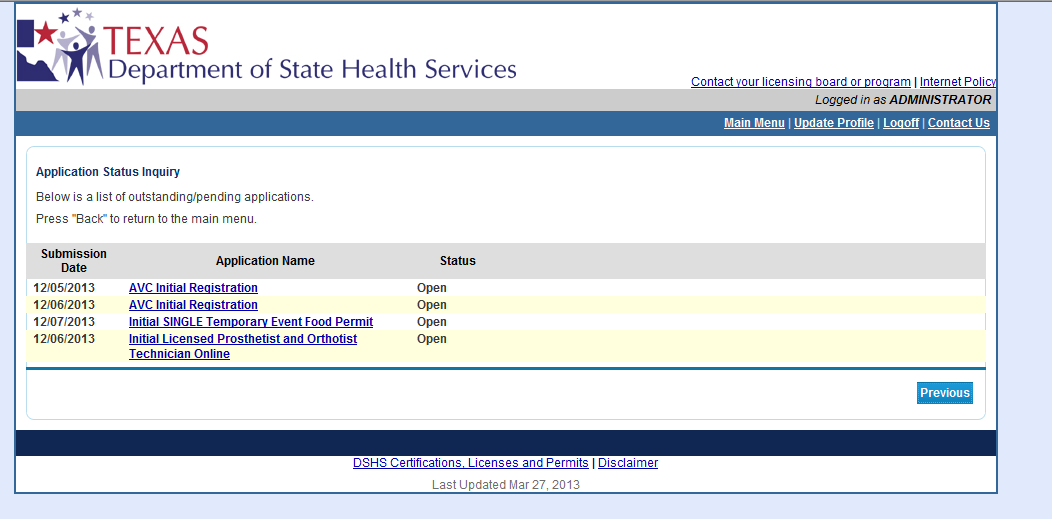 TEXAS
Department of State Health Services
Contact your licensing board or program | Internet Policy
Logged in as ADMINISTRATOR
Main Menu | Update Profile | Logoff | Contact Us
Application Status Inquiry
Below is a list of outstanding/pending applications.
Press "Back" to return to the main menu.
Submission Date Application Name Status
12/05/2013 AVC Initial Registration Open
12/06/2013 AVC Initial Registration Open
12/07/2013 Initial SINGLE Temporary Event Food Permit Open
12/06/2013 Initial Licensed Prosthetist and Orthotist Open
Technician Online
Previous
DSHS Certifications, Licenses and Permits | Disclaimer
Last Updated Mar 27, 2013